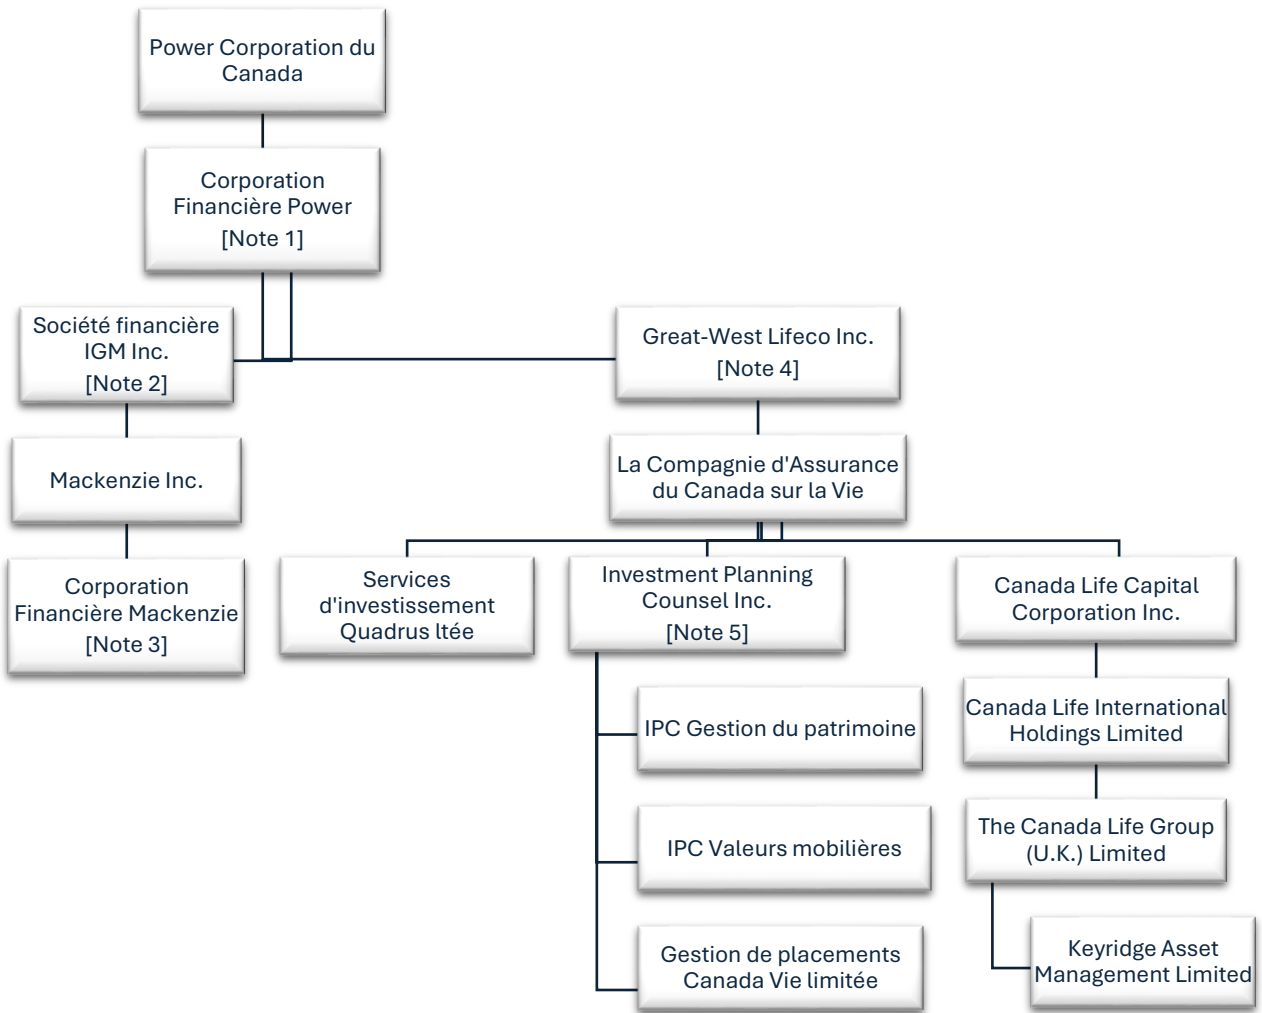 Power Corporation du
Canada
Corporation
Financière Power
[Note 1]
Société financière
IGM Inc.
[Note 2]
Great-West Lifeco Inc.
[Note 4]
Mackenzie Inc.
La Compagnie d'Assurance
du Canada sur la Vie
Corporation
Financière Mackenzie
[Note 3]
Services
d'investissement
Quadrus ltée
Investment Planning
Counsel Inc.
[Note 5]
Canada Life Capital
Corporation Inc.
IPC Gestion du patrimoine
Canada Life International
Holdings Limited
IPC Valeurs mobilières
The Canada Life Group
(U.K.) Limited
Gestion de placements
Canada Vie limitée
Keyridge Asset
Management Limited